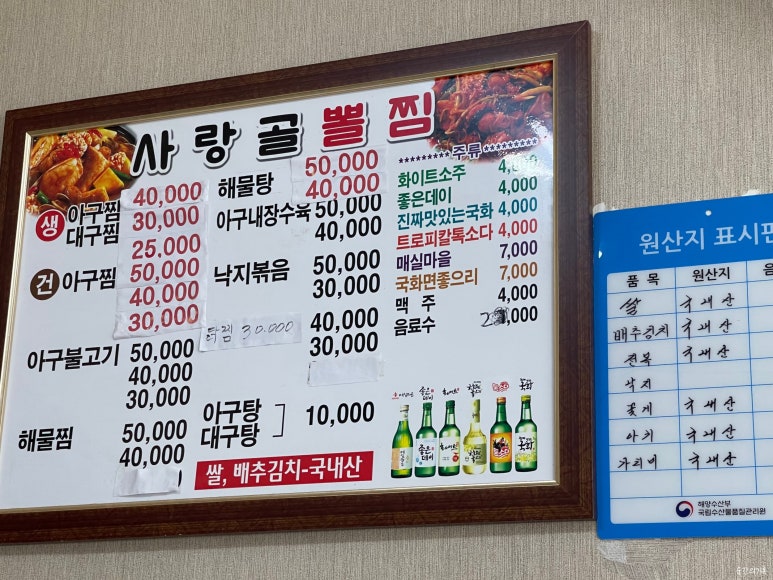 사랑골뽈찜
생 아구찜 대구찜 40,000
30,000
25,000
건 아구찜 50,000
40,000
30,000
아구불고기 50,000
40,000
30,000
해물찜 50,000
40,000
해물탕 50,000
40,000
아구내장수육 50,000
40,000
낙지볶음 50,000
30,000
닭찜 30.000
40,000
30,000
아구탕
대구탕 10,000
쌀, 배추김치-국내산
주류
화이트소주 4,000
좋은데이 4,000
진짜맛있는국화 4,000
트로피칼톡소다 4,000
매실마을 7,000
국화면좋으리 7,000
맥주 4,000
음료수 2,000
원산지 표시판
품목 원산지
쌀 국내산
배추김치 국내산
전복 국내산
낙지
꽃게 국내산
아귀 국내산
가리비 국내산
해양수산부
국립수산물품질관리원